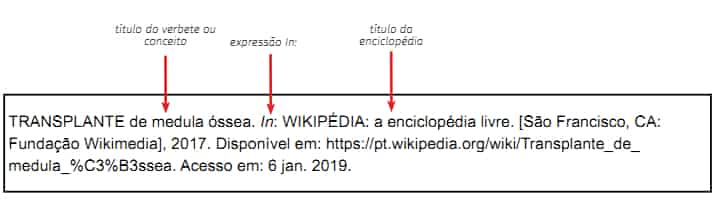 título do verbete ou
conceito
expressão In:
título da
enciclopédia
TRANSPLANTE de medula óssea. In: WIKIPÉDIA: a enciclopédia livre. [São Francisco, CA:
Fundação Wikimedia], 2017. Disponível em: https://pt.wikipedia.org/wiki/Transplante_de_
medula_%C3%B3ssea. Acesso em: 6 jan. 2019.